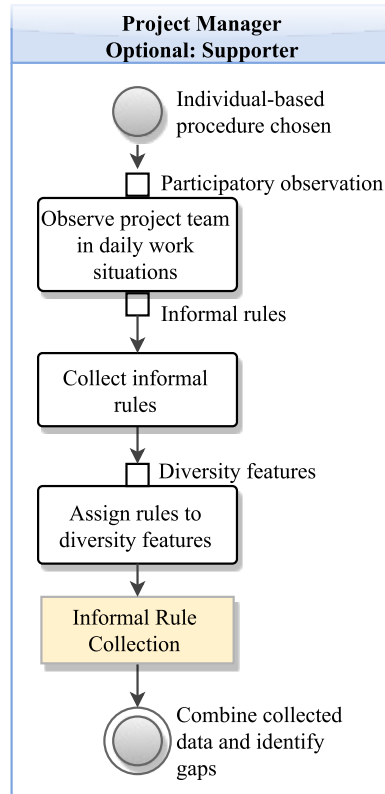 Project Manager
Optional: Supporter
Individual-based
procedure chosen
Participatory observation
Observe project team
in daily work
situations
Informal rules
Collect informal
rules
Diversity features
Assign rules to
diversity features
Informal Rule
Collection
Combine collected
data and identify
gaps